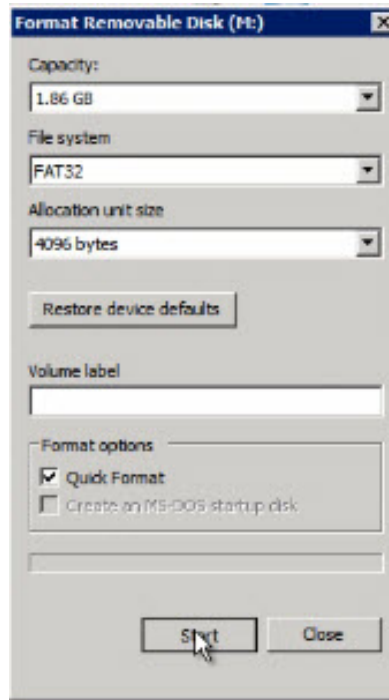 Format Removable Disk (M:)
Capacity:
1.86 GB
File system
FAT32
Allocation unit size
4096 bytes
Restore device defaults
Volume label
Format options
Quick Format
Create an MS-DOS startup disk
Start
Close